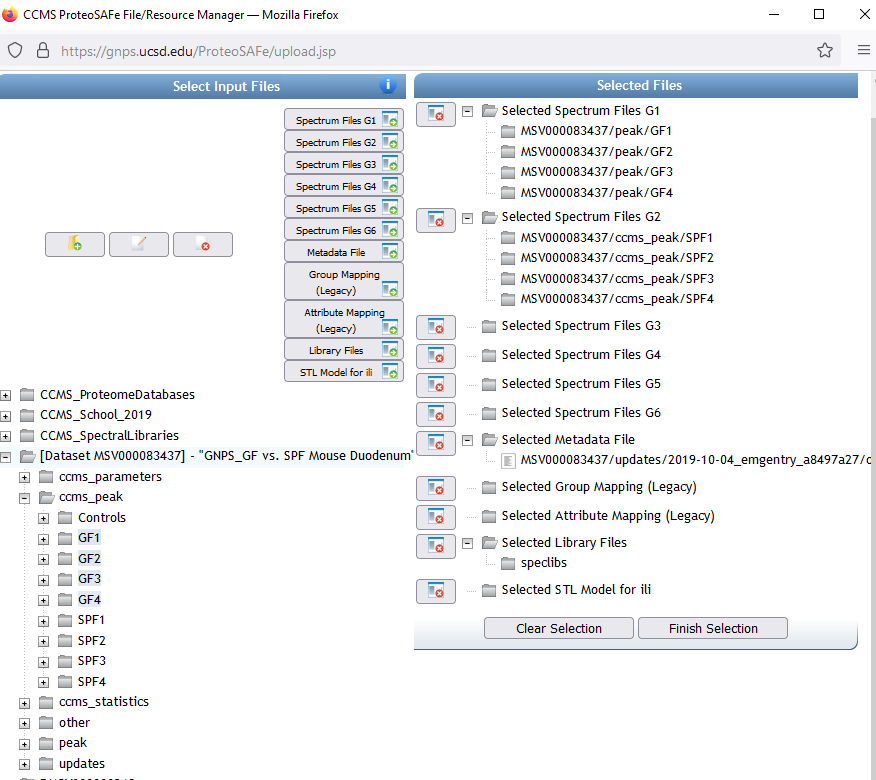 CCMS ProteoSAFe File/Resource Manager — Mozilla Firefox
https://gnps.ucsd.edu/ProteoSAFe/upload.jsp
Select Input Files
Spectrum Files G1
Spectrum Files G2
Spectrum Files G3
Spectrum Files G4
Spectrum Files G5
Spectrum Files G6
Metadata File
Group Mapping
(Legacy)
Attribute Mapping
(Legacy)
Library Files
STL Model for ili
CCMS_ProteomeDatabases
CCMS_School_2019
CCMS_SpectralLibraries
[Dataset MSV000083437] - "GNPS_GF vs. SPF Mouse Duodenum"
ccms_parameters
ccms_peak
Controls
GF1
GF2
GF3
GF4
SPF1
SPF2
SPF3
SPF4
ccms_statistics
other
peak
updates
Selected Files
Selected Spectrum Files G1
MSV000083437/peak/GF1
MSV000083437/peak/GF2
MSV000083437/peak/GF3
MSV000083437/peak/GF4
Selected Spectrum Files G2
MSV000083437/ccms_peak/SPF1
MSV000083437/ccms_peak/SPF2
MSV000083437/ccms_peak/SPF3
MSV000083437/ccms_peak/SPF4
Selected Spectrum Files G3
Selected Spectrum Files G4
Selected Spectrum Files G5
Selected Spectrum Files G6
Selected Metadata File
MSV000083437/updates/2019-10-04_emgentry_a8497a27/
Selected Group Mapping (Legacy)
Selected Attribute Mapping (Legacy)
Selected Library Files
speclibs
Selected STL Model for ili
Clear Selection
Finish Selection